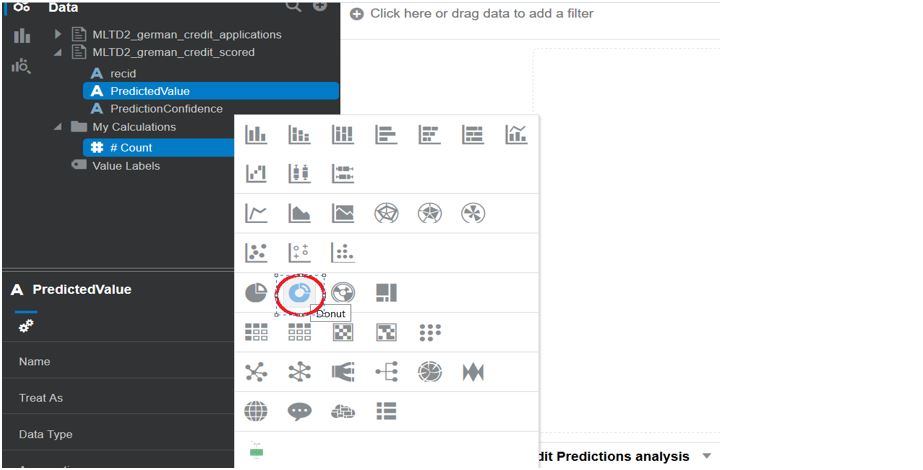 Data
Click here or drag data to add a filter
MLTD2_greman_credit_applications
MLTD2_greman_credit_scored
A recid
A PredictedValue
A PredictionConfidence
My Calculations
# Count
Value Labels
Donut
A PredictedValue
Name
Treat As
Data Type
dit Predictions analysis